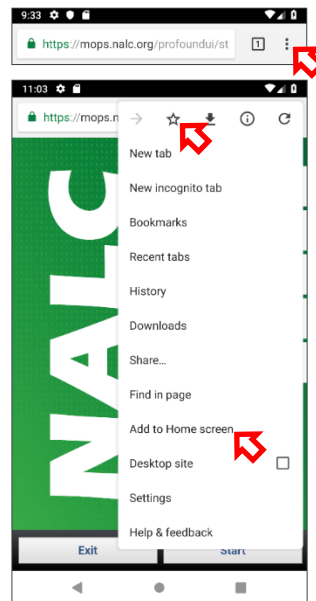 9:33
https://mops.nalc.org/profoundui/st
1
11:03
https://mops.n
New tab
New incognito tab
Bookmarks
Recent tabs
History
Downloads
Share...
Find in page
Add to Home screen
Desktop site
Settings
Help & feedback
NALC
Exit
Start